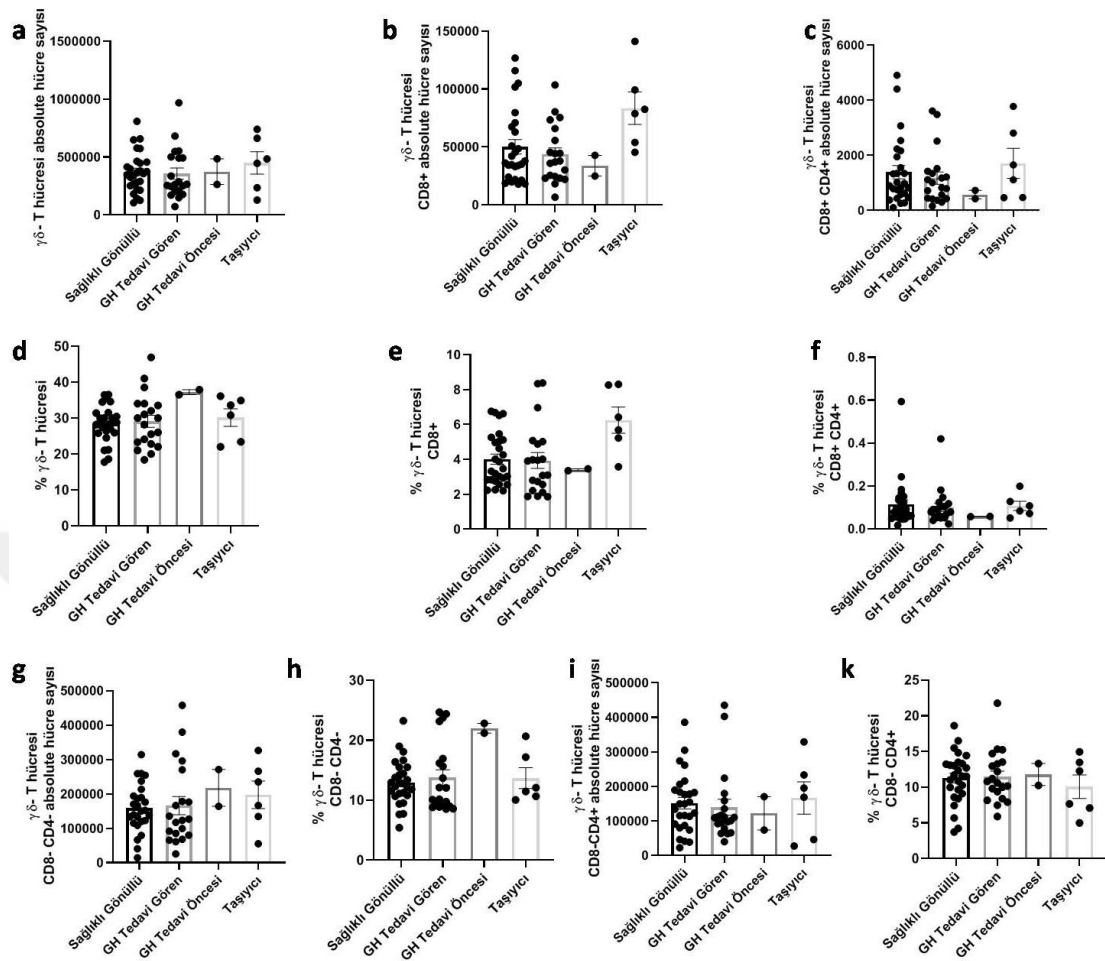 a
γδ- T hücresi absolute hücre sayısı
1500000
1000000
500000
0
Sağlıklı Gönüllü
GH Tedavi Gören
GH Tedavi Öncesi
Taşıyıcı
b
γδ- T hücresi
CD8+ absolute hücre sayısı
150000
100000
50000
0
Sağlıklı Gönüllü
GH Tedavi Gören
GH Tedavi Öncesi
Taşıyıcı
c
γδ- T hücresi
CD8+ CD4+ absolute hücre sayısı
6000
4000
2000
0
Sağlıklı Gönüllü
GH Tedavi Gören
GH Tedavi Öncesi
Taşıyıcı
d
% γδ- T hücresi
50
40
30
20
10
0
Sağlıklı Gönüllü
GH Tedavi Gören
GH Tedavi Öncesi
Taşıyıcı
e
% γδ- T hücresi
CD8+
10
8
6
4
2
0
Sağlıklı Gönüllü
GH Tedavi Gören
GH Tedavi Öncesi
Taşıyıcı
f
% γδ- T hücresi
CD8+ CD4+
0.8
0.6
0.4
0.2
0.0
Sağlıklı Gönüllü
GH Tedavi Gören
GH Tedavi Öncesi
Taşıyıcı
g
γδ- T hücresi
CD8- CD4- absolute hücre sayısı
500000
400000
300000
200000
100000
0
Sağlıklı Gönüllü
GH Tedavi Gören
GH Tedavi Öncesi
Taşıyıcı
h
% γδ- T hücresi
CD8- CD4-
30
20
10
0
Sağlıklı Gönüllü
GH Tedavi Gören
GH Tedavi Öncesi
Taşıyıcı
i
γδ- T hücresi
CD8-CD4+ absolute hücre sayısı
500000
400000
300000
200000
100000
0
Sağlıklı Gönüllü
GH Tedavi Gören
GH Tedavi Öncesi
Taşıyıcı
k
% γδ- T hücresi
CD8- CD4+
25
20
15
10
5
0
Sağlıklı Gönüllü
GH Tedavi Gören
GH Tedavi Öncesi
Taşıyıcı